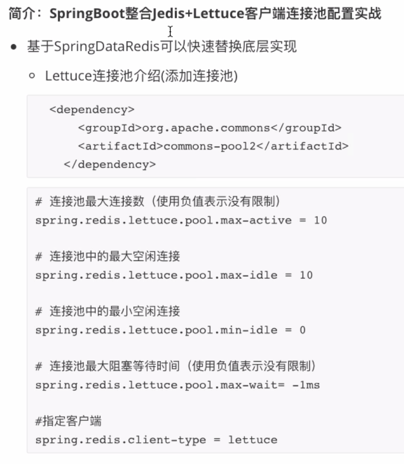 简介：SpringBoot整合Jedis+Lettuce客户端连接池配置实战
基于SpringDataRedis可以快速替换底层实现
Lettuce连接池介绍(添加连接池)
<dependency>
<groupId>org.apache.commons</groupId>
<artifactId>commons-pool2</artifactId>
</dependency>
# 连接池最大连接数（使用负值表示没有限制）
spring.redis.lettuce.pool.max-active = 10
# 连接池中的最大空闲连接
spring.redis.lettuce.pool.max-idle = 10
# 连接池中的最小空闲连接
spring.redis.lettuce.pool.min-idle = 0
# 连接池最大阻塞等待时间（使用负值表示没有限制）
spring.redis.lettuce.pool.max-wait= -1ms
#指定客户端
spring.redis.client-type = lettuce